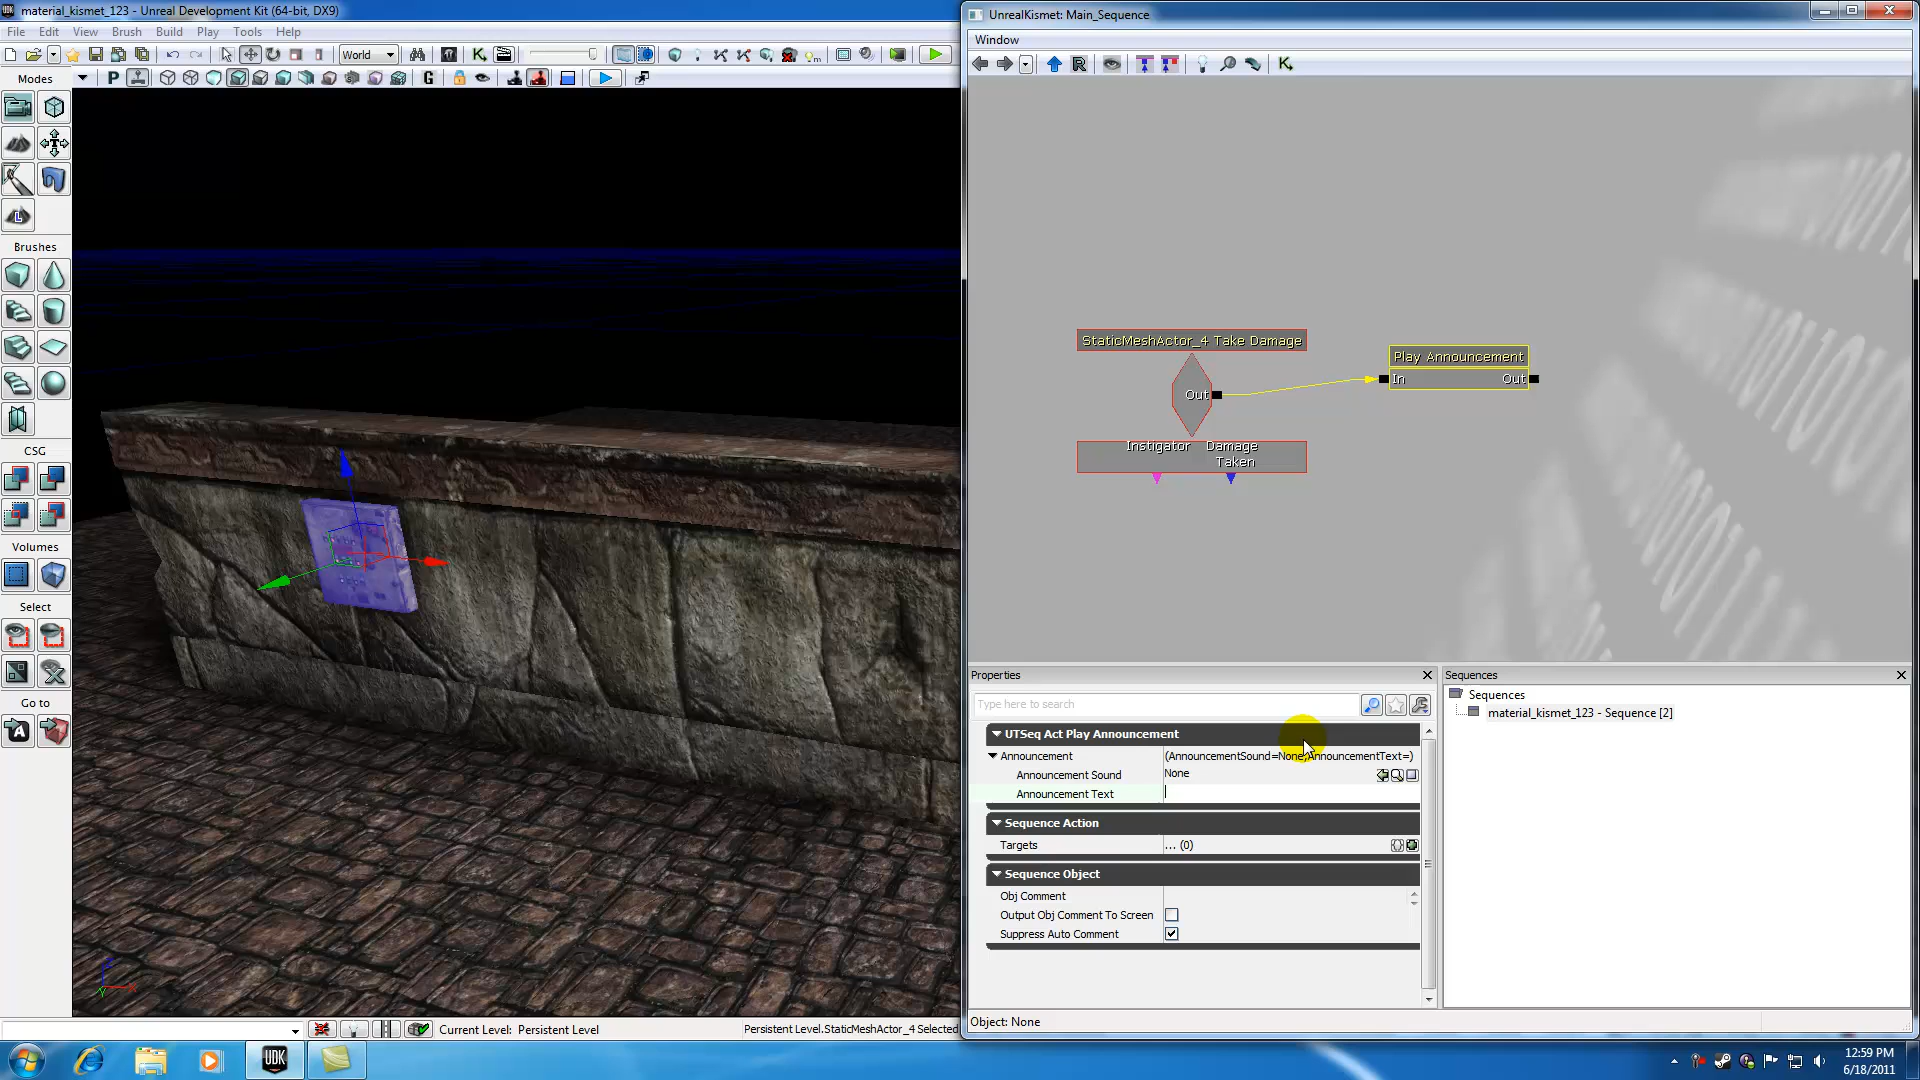 material_kismet_123 - Unreal Development Kit (64-bit, DX9)
File Edit View Brush Build Play Tools Help
World
Modes
P
G
Brushes
CSG
Volumes
Select
Go to
Current Level: Persistent Level
Persistent Level.StaticMeshActor_4 Selected
UnrealKismet: Main_Sequence
Window
StaticMeshActor_4 Take Damage
Out
Instigator Damage
Taken
Play Announcement
In Out
Properties
Type here to search
UTSeq Act Play Announcement
Announcement (AnnouncementSound=None,AnnouncementText=)
Announcement Sound None
Announcement Text
Sequence Action
Targets ... (0)
Sequence Object
Obj Comment
Output Obj Comment To Screen
Suppress Auto Comment
Object: None
Sequences
Sequences
material_kismet_123 - Sequence [2]
UDK
12:59 PM
6/18/2011